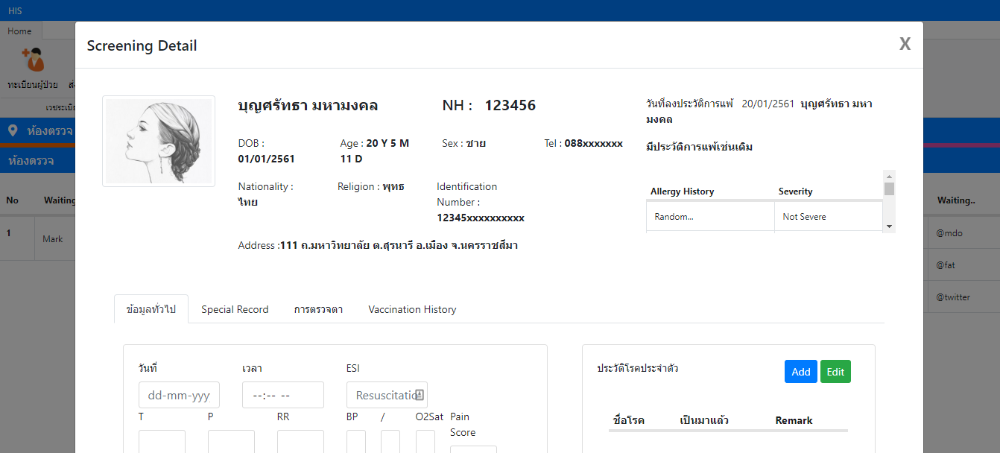 HIS
Home
Screening Detail
X
ทะเบียนผู้ป่วย
เวชระเบี
ห้องตรวจ
ห้องตรวจ
No Waiting
1 Mark
บุญศรัทธา มหามงคล NH : 123456
DOB :
01/01/2561
Age : 20 Y 5 M
11 D
Sex : ชาย
Tel : 088xxxxxxx
Nationality :
ไทย
Religion : พุทธ
Identification
Number :
12345xxxxxxxxxx
Address :111 ถ.มหาวิทยาลัย ต.สุรนารี อ.เมือง จ.นครราชสีมา
วันที่ลงประวัติการแพ้ 20/01/2561 บุญศรัทธา มหา
มงคล
มีประวัติการแพ้เช่นเดิม
Allergy History Severity
Random... Not Severe
Waiting..
@mdo
@fat
@twitter
ข้อมูลทั่วไป Special Record การตรวจตา Vaccination History
วันที่ เวลา ESI
dd-mm-yyy --:-- -- Resuscitatio
T P RR BP / O2Sat Pain
Score
ประวัติโรคประจำตัว Add Edit
ชื่อโรค เป็นมาแล้ว Remark